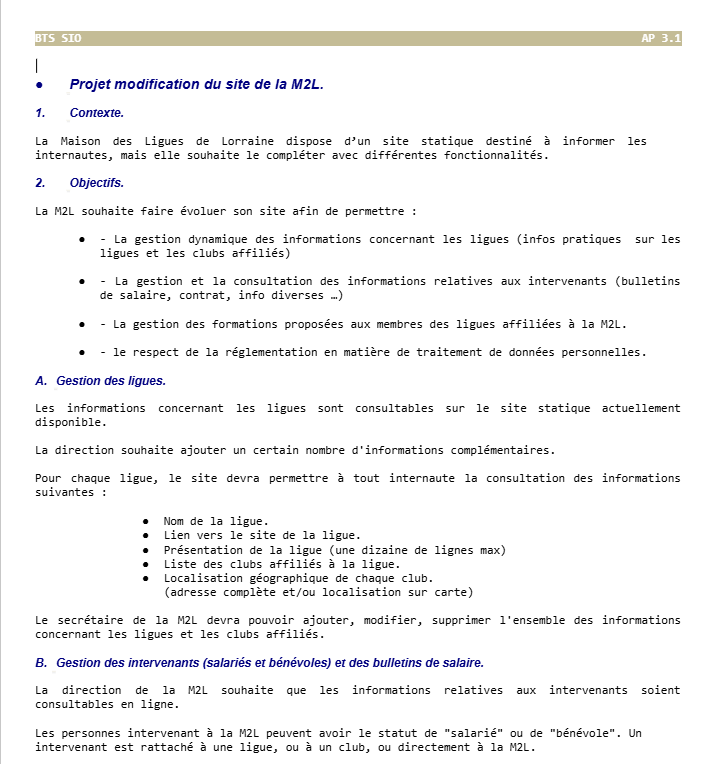 BTS SIO AP 3.1
● Projet modification du site de la M2L.
1. Contexte.
La Maison des Ligues de Lorraine dispose d’un site statique destiné à informer les
internautes, mais elle souhaite le compléter avec différentes fonctionnalités.
2. Objectifs.
La M2L souhaite faire évoluer son site afin de permettre :
● - La gestion dynamique des informations concernant les ligues (infos pratiques sur les
ligues et les clubs affiliés)
● - La gestion et la consultation des informations relatives aux intervenants (bulletins
de salaire, contrat, info diverses …)
● - La gestion des formations proposées aux membres des ligues affiliées à la M2L.
● - le respect de la réglementation en matière de traitement de données personnelles.
A. Gestion des ligues.
Les informations concernant les ligues sont consultables sur le site statique actuellement
disponible.
La direction souhaite ajouter un certain nombre d'informations complémentaires.
Pour chaque ligue, le site devra permettre à tout internaute la consultation des informations
suivantes :
● Nom de la ligue.
● Lien vers le site de la ligue.
● Présentation de la ligue (une dizaine de lignes max)
● Liste des clubs affiliés à la ligue.
● Localisation géographique de chaque club.
(adresse complète et/ou localisation sur carte)
Le secrétaire de la M2L devra pouvoir ajouter, modifier, supprimer l'ensemble des informations
concernant les ligues et les clubs affiliés.
B. Gestion des intervenants (salariés et bénévoles) et des bulletins de salaire.
La direction de la M2L souhaite que les informations relatives aux intervenants soient
consultables en ligne.
Les personnes intervenant à la M2L peuvent avoir le statut de "salarié" ou de "bénévole". Un
intervenant est rattaché à une ligue, ou à un club, ou directement à la M2L.